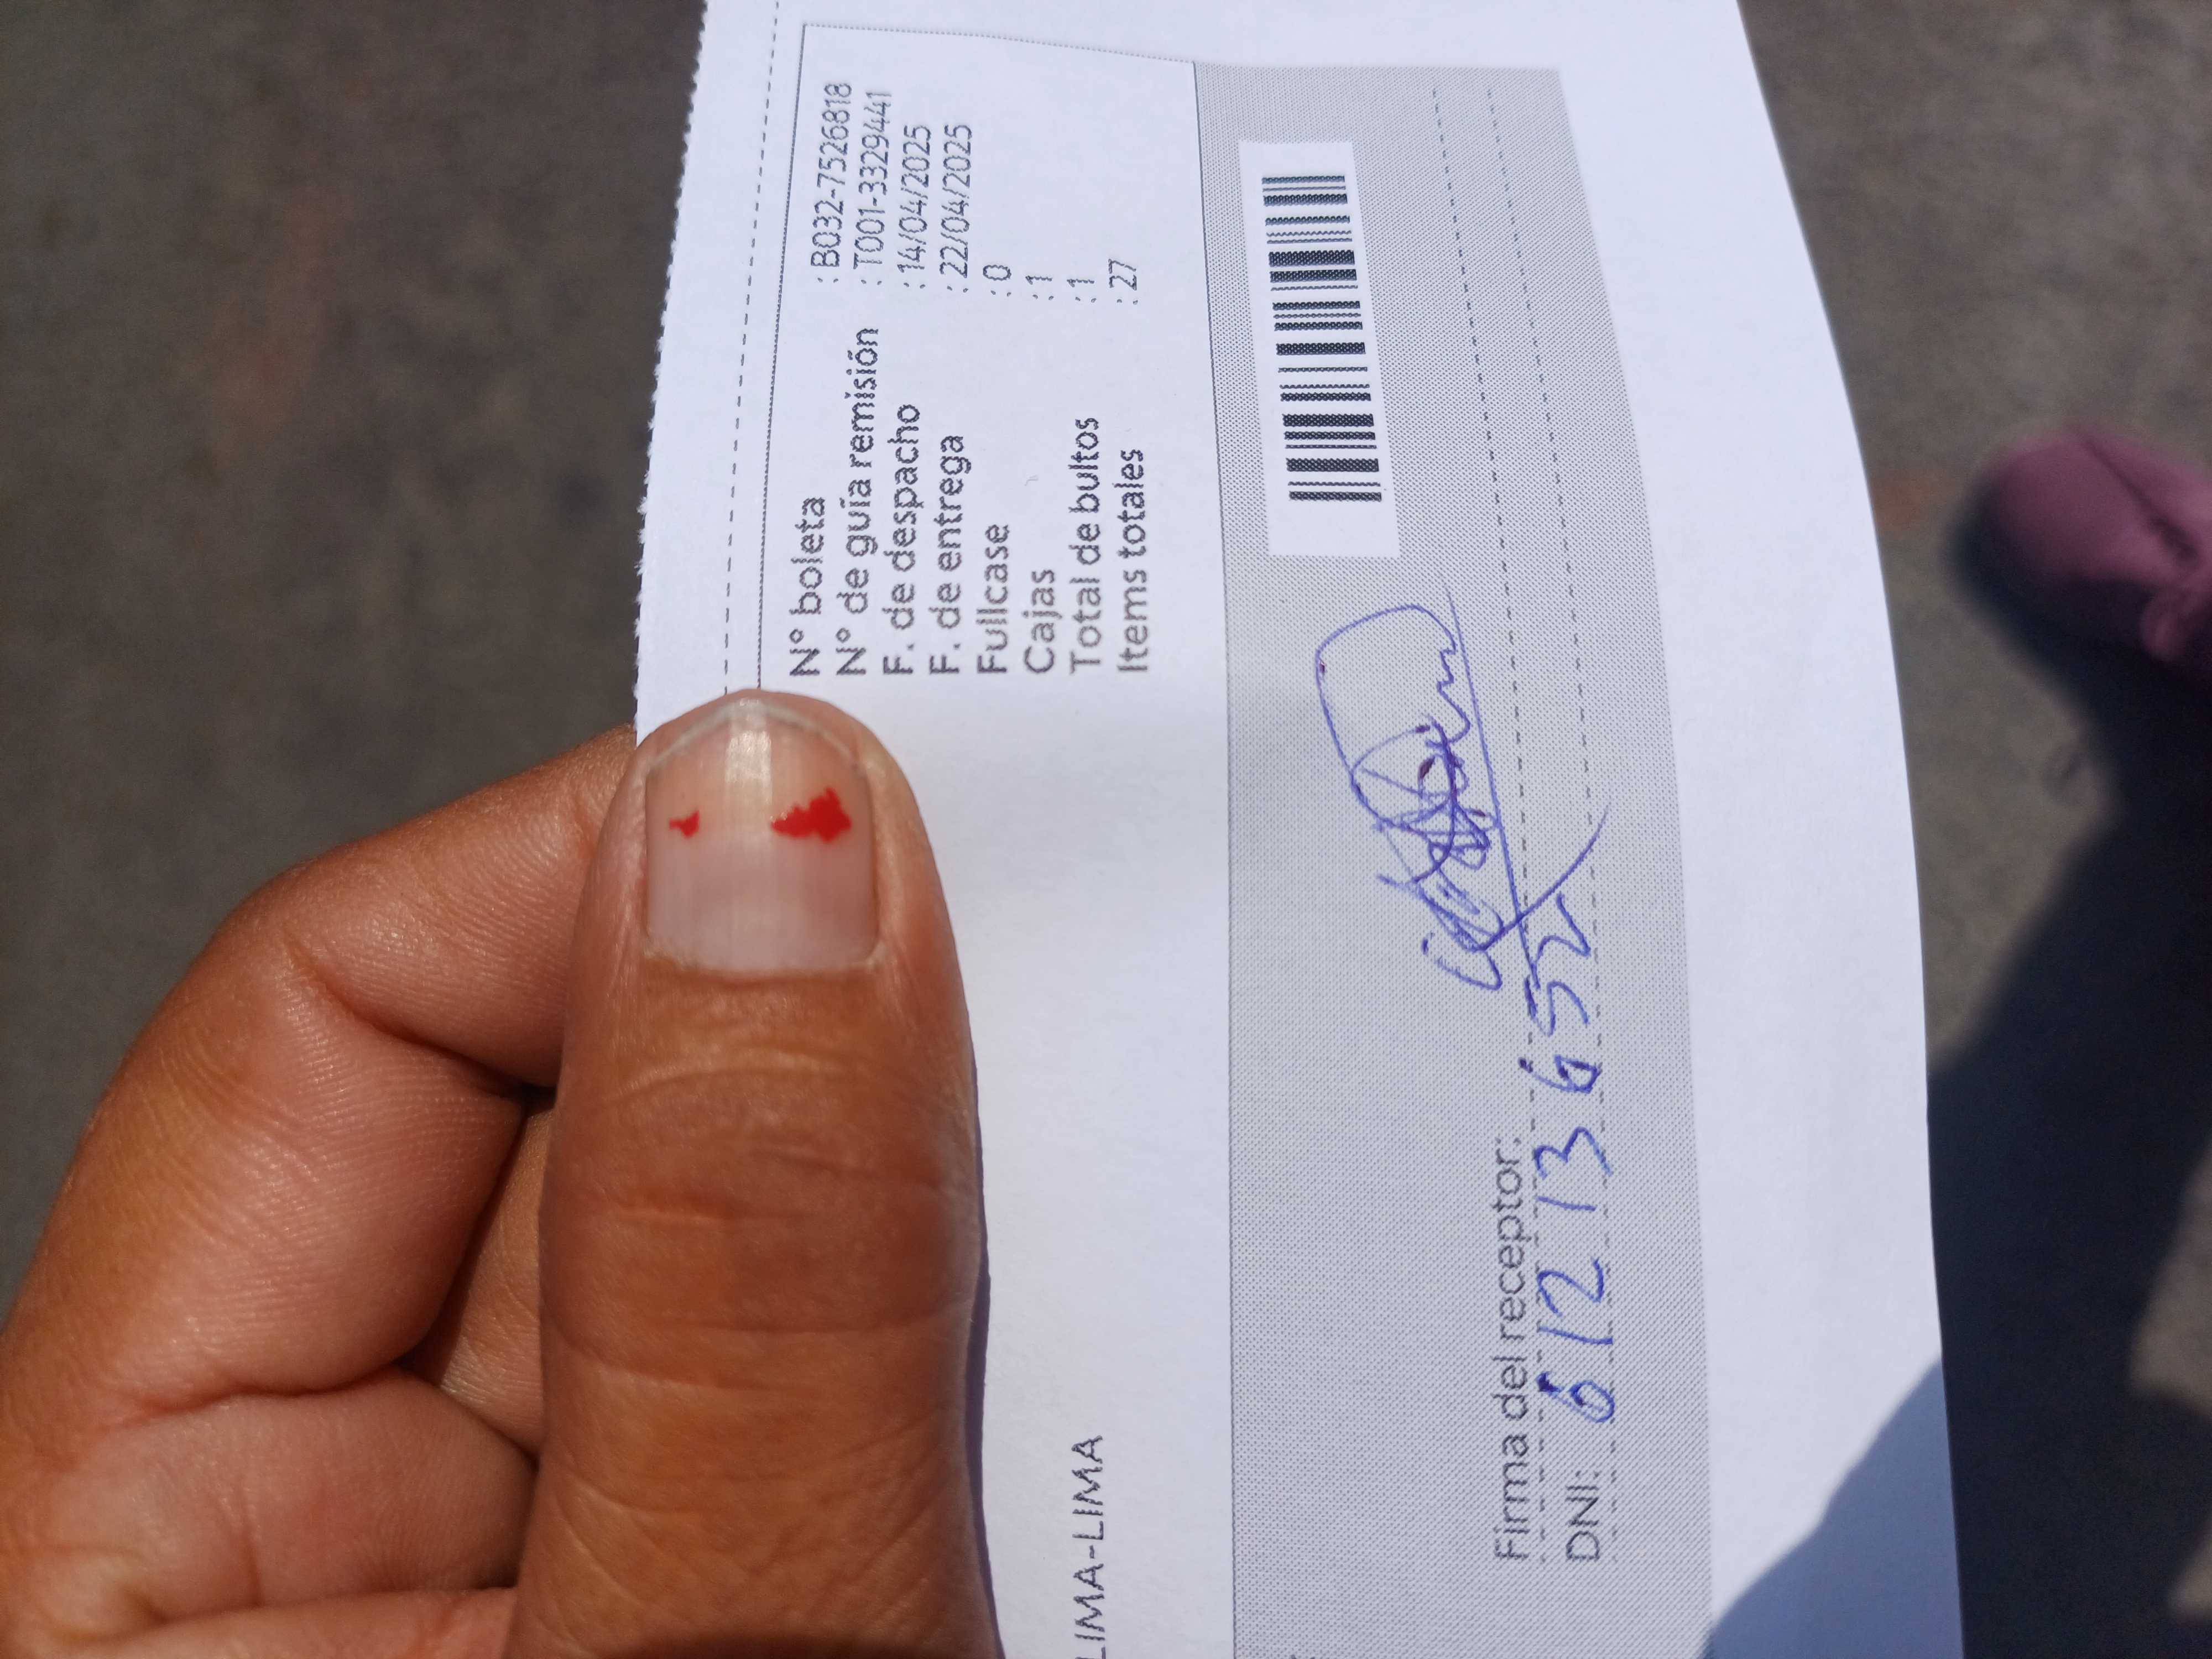 N° boleta : B032-7526818
N° de guía remisión : T001-3329441
F. de despacho : 14/04/2025
F. de entrega : 22/04/2025
Fullcase : 0
Cajas : 1
Total de bultos : 1
Items totales : 27
LIMA-LIMA
Firma del receptor:
DNI: 61273652